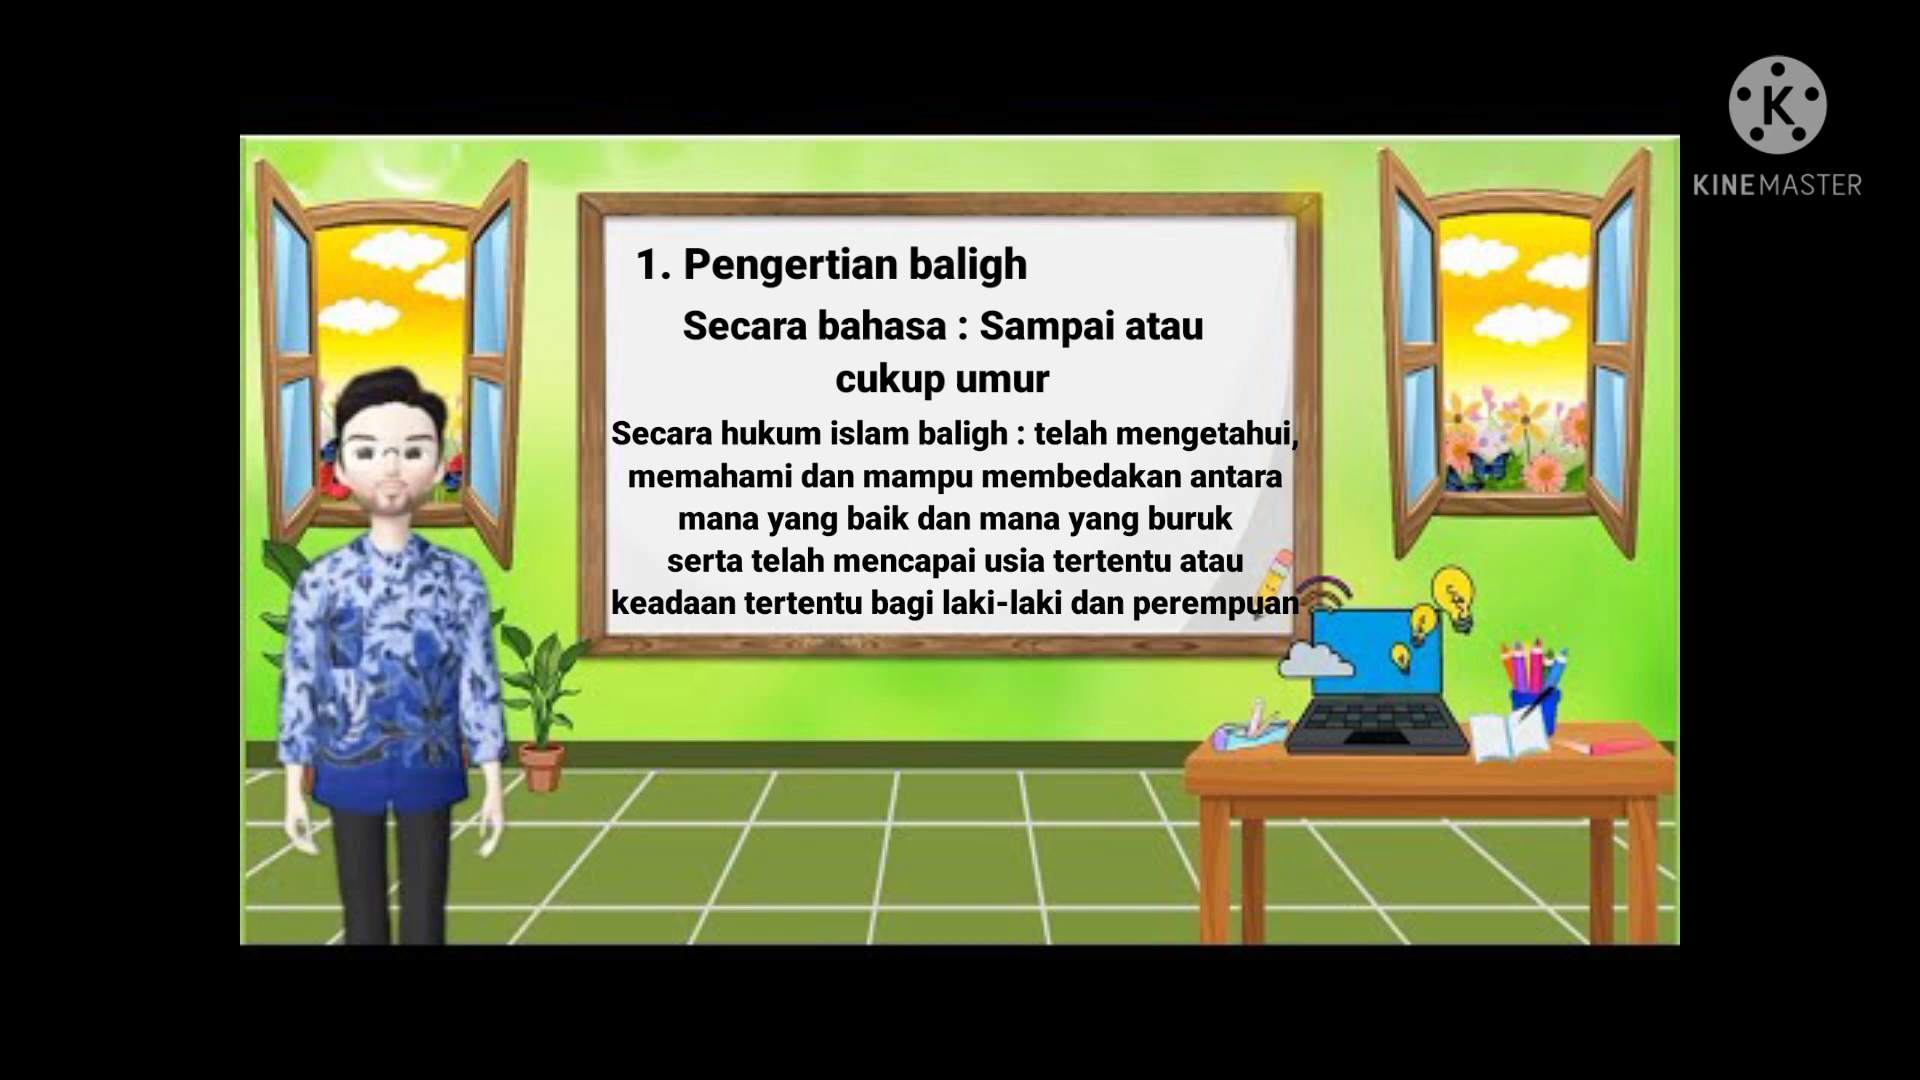 1. Pengertian baligh
Secara bahasa : Sampai atau
cukup umur
Secara hukum islam baligh : telah mengetahui,
memahami dan mampu membedakan antara
mana yang baik dan mana yang buruk
serta telah mencapai usia tertentu atau
keadaan tertentu bagi laki-laki dan perempuan
K
KINEMASTER